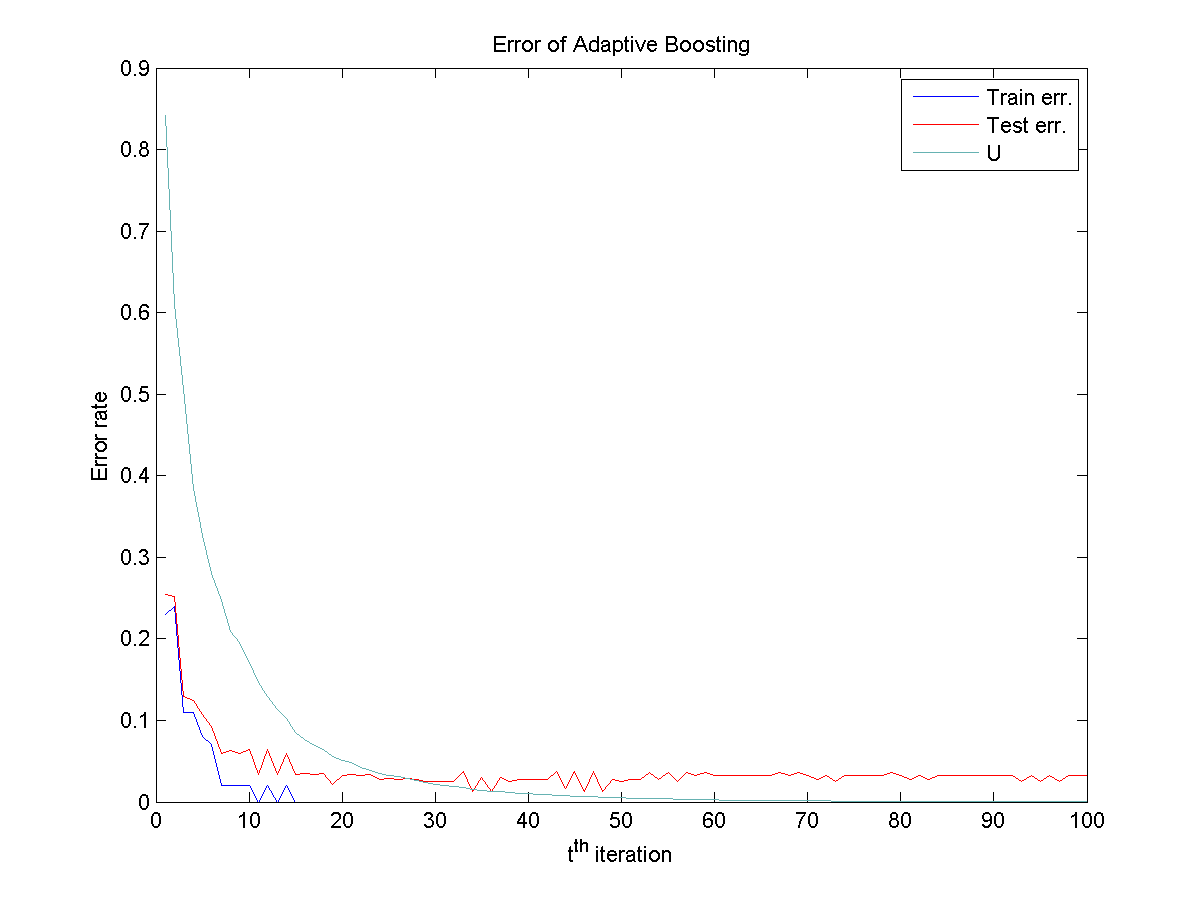 Error of Adaptive Boosting
Train err.
Test err.
U
Error rate
0.9
0.8
0.7
0.6
0.5
0.4
0.3
0.2
0.1
0
0 10 20 30 40 50 60 70 80 90 100
tth iteration